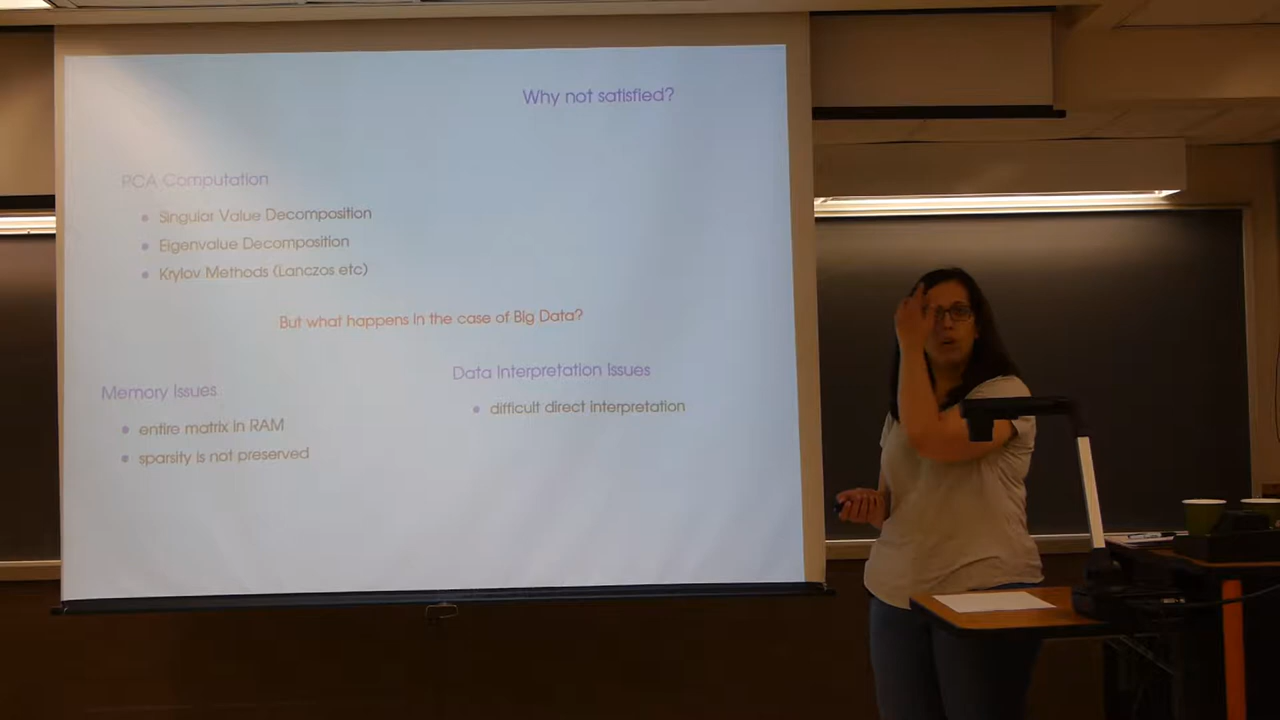 Why not satisfied?
PCA Computation
Singular Value Decomposition
Eigenvalue Decomposition
Krylov Methods (Lanczos etc)
But what happens in the case of Big Data?
Memory Issues
entire matrix in RAM
sparsity is not preserved
Data Interpretation Issues
difficult direct interpretation